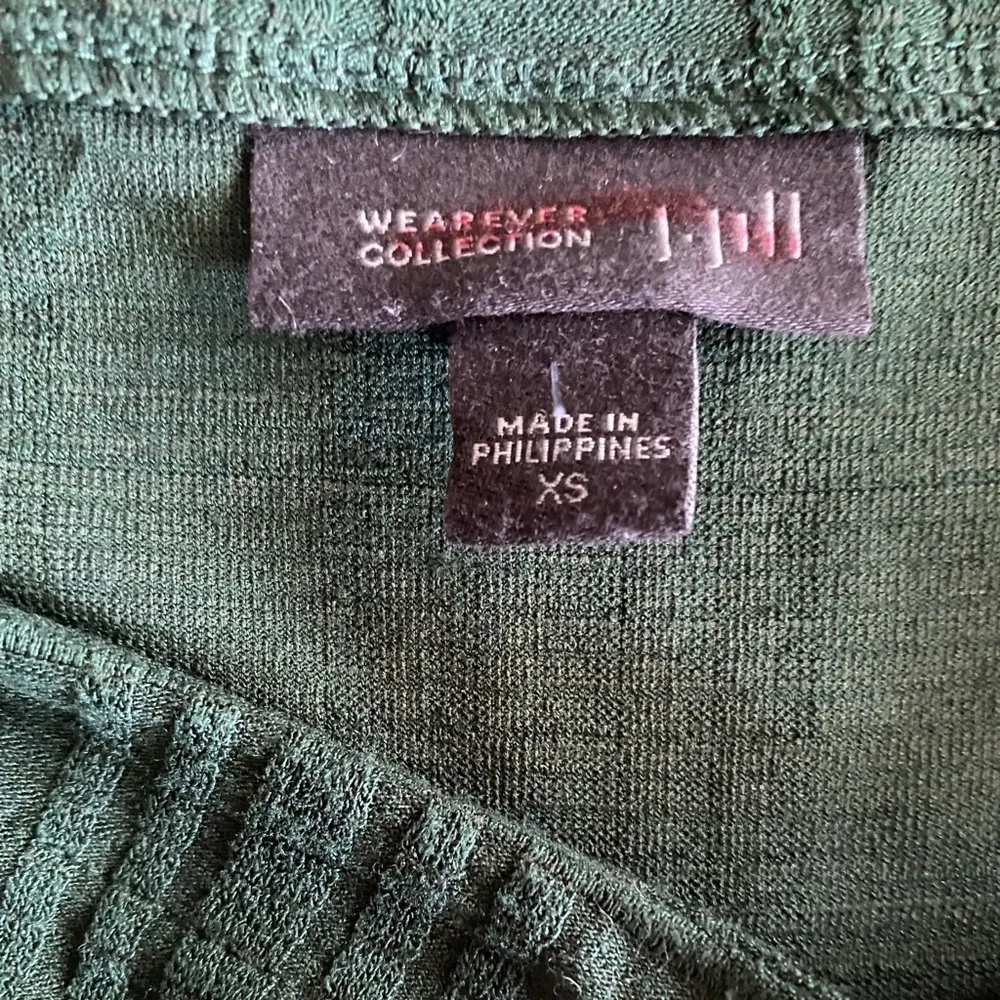 WEAREVER
COLLECTION
J.Jill
MADE IN
PHILIPPINES
XS